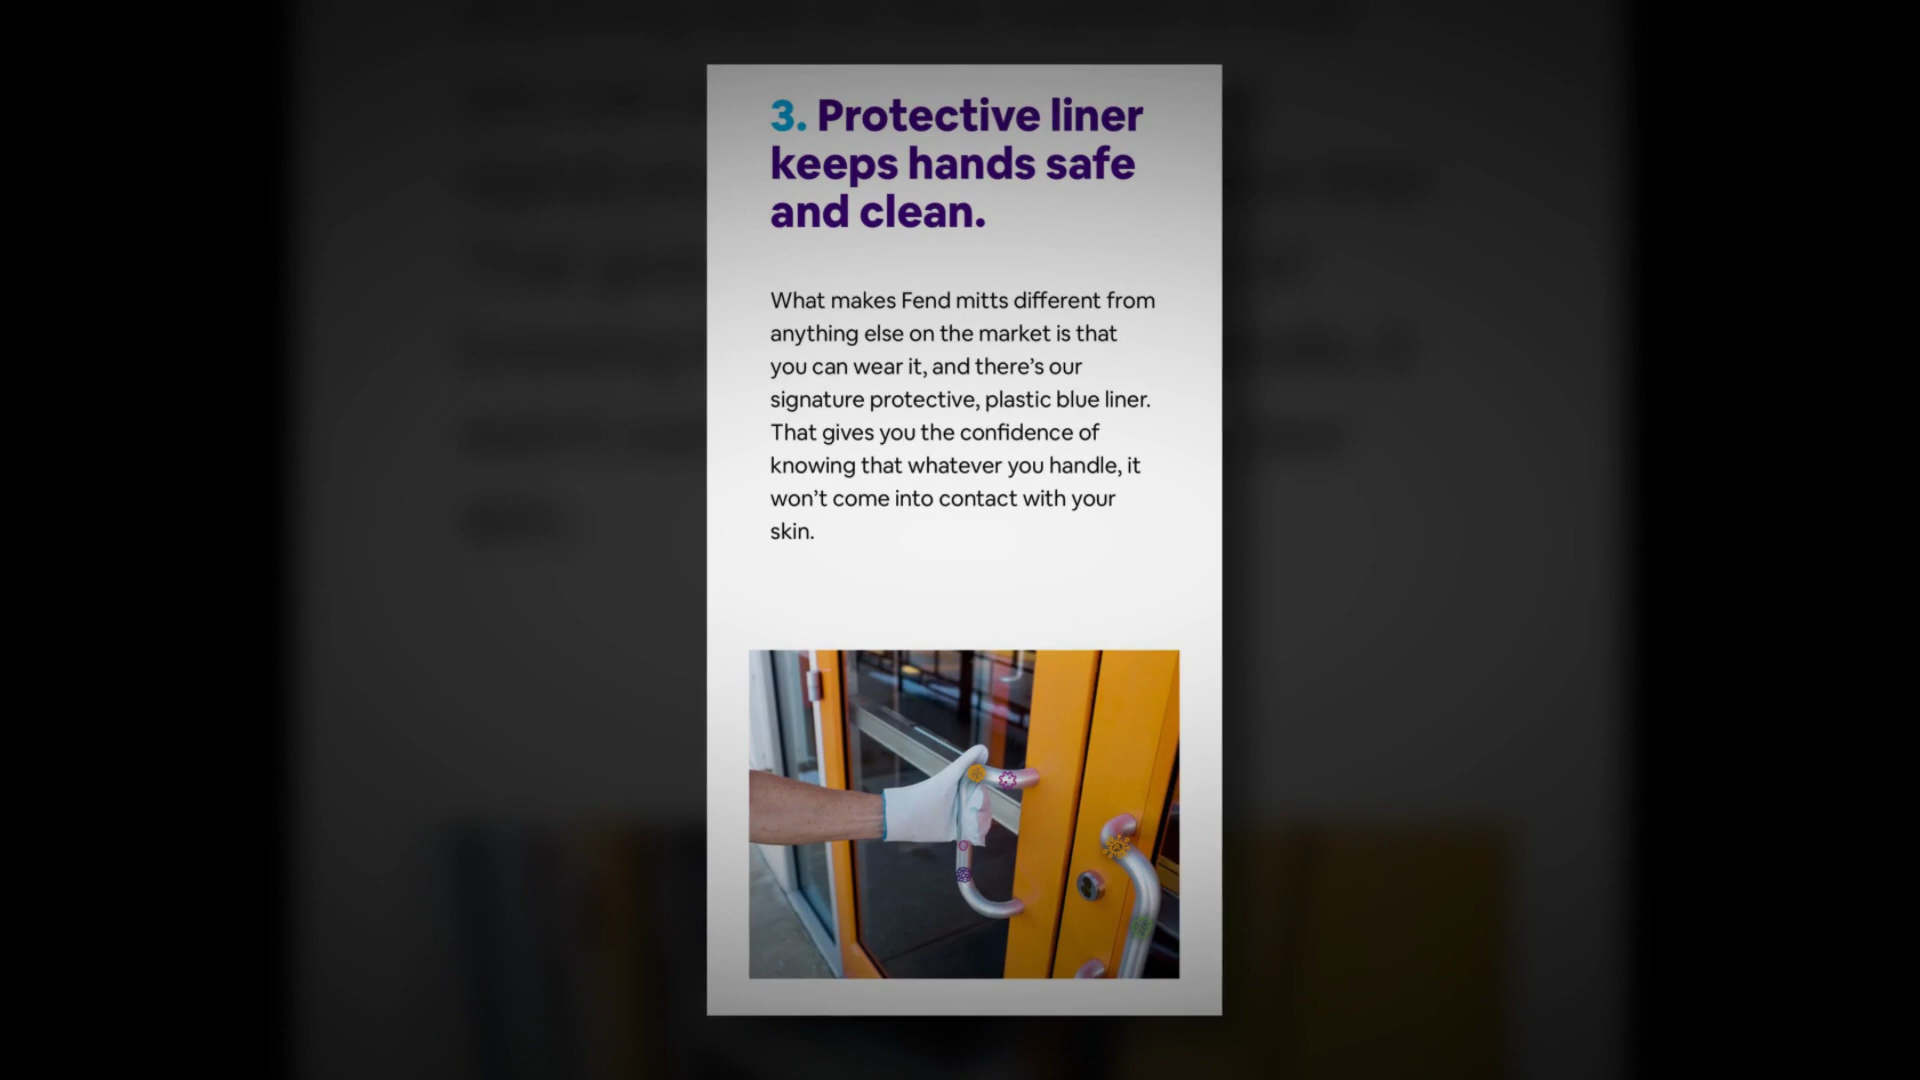 3. Protective liner
keeps hands safe
and clean.
What makes Fend mitts different from
anything else on the market is that
you can wear it, and there’s our
signature protective, plastic blue liner.
That gives you the confidence of
knowing that whatever you handle, it
won’t come into contact with your
skin.